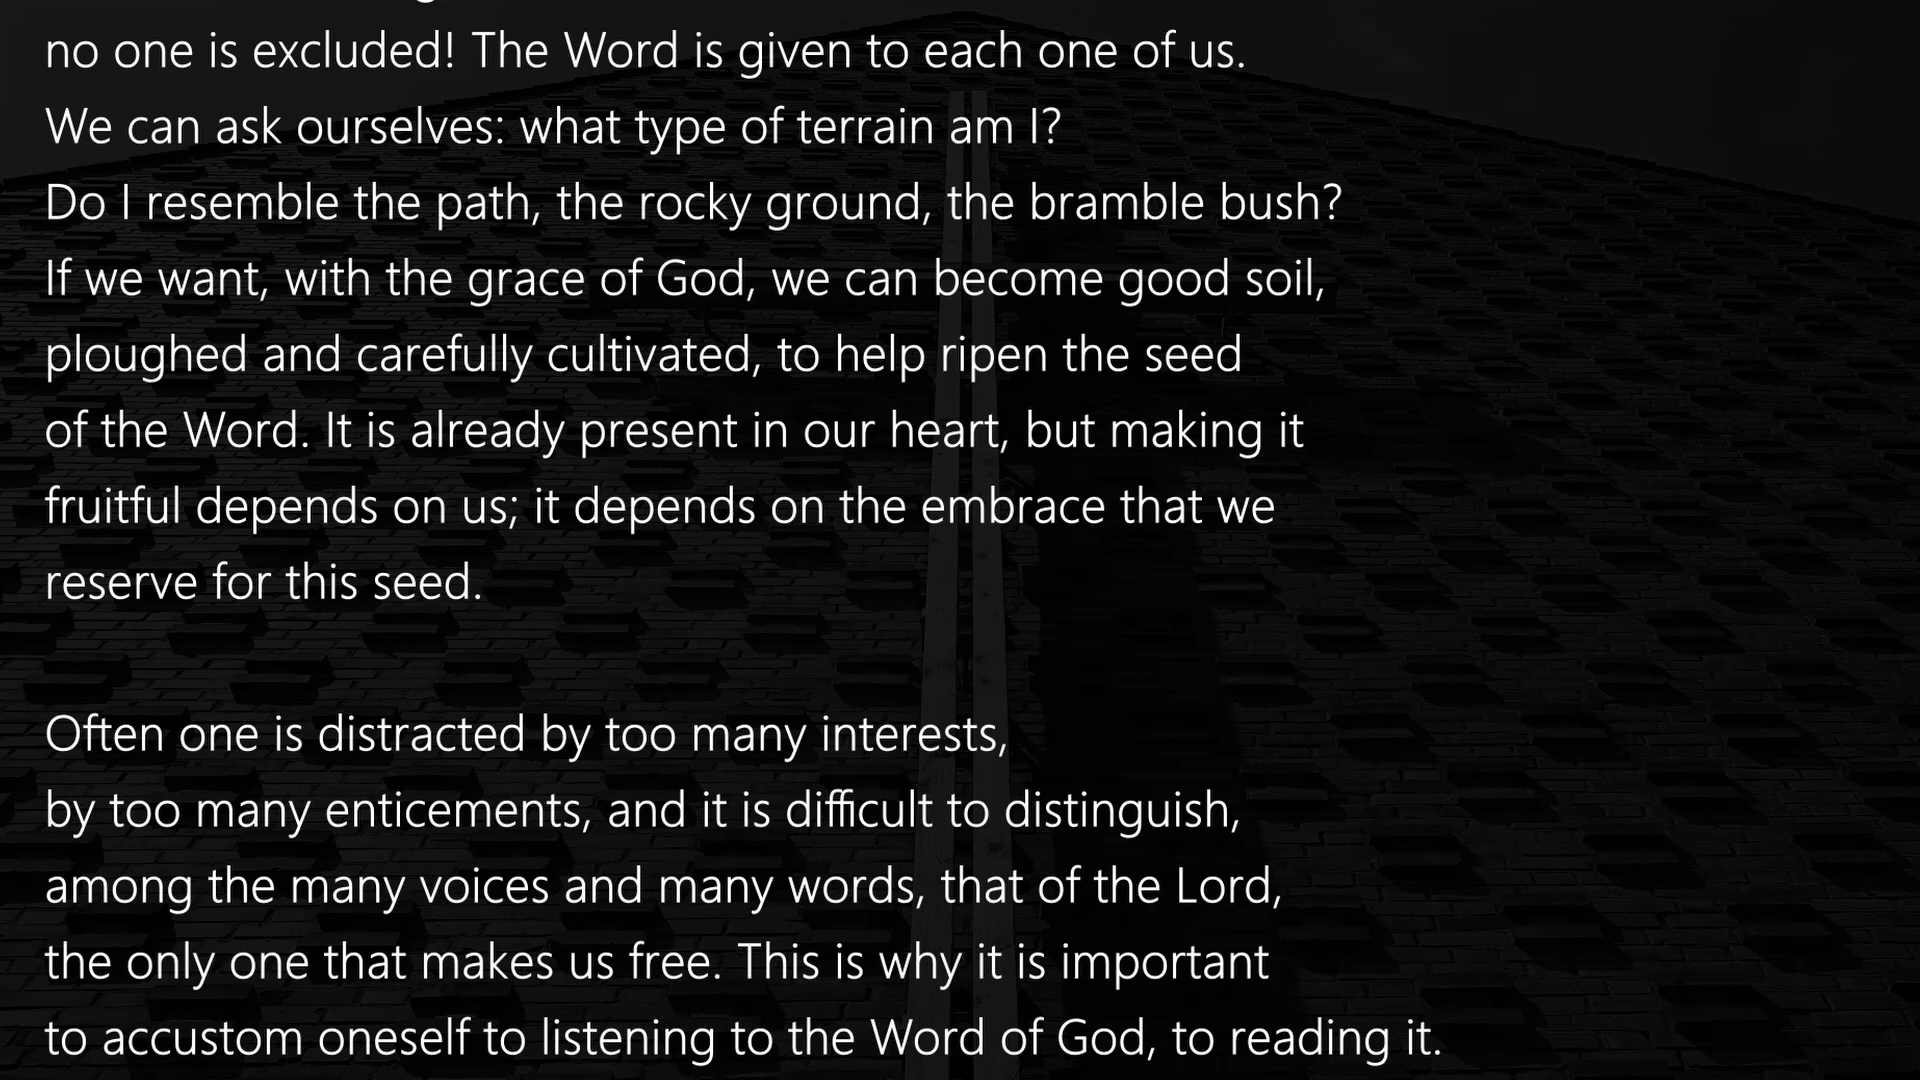 no one is excluded! The Word is given to each one of us.
We can ask ourselves: what type of terrain am I?
Do I resemble the path, the rocky ground, the bramble bush?
If we want, with the grace of God, we can become good soil,
ploughed and carefully cultivated, to help ripen the seed
of the Word. It is already present in our heart, but making it
fruitful depends on us; it depends on the embrace that we
reserve for this seed.
Often one is distracted by too many interests,
by too many enticements, and it is difficult to distinguish,
among the many voices and many words, that of the Lord,
the only one that makes us free. This is why it is important
to accustom oneself to listening to the Word of God, to reading it.